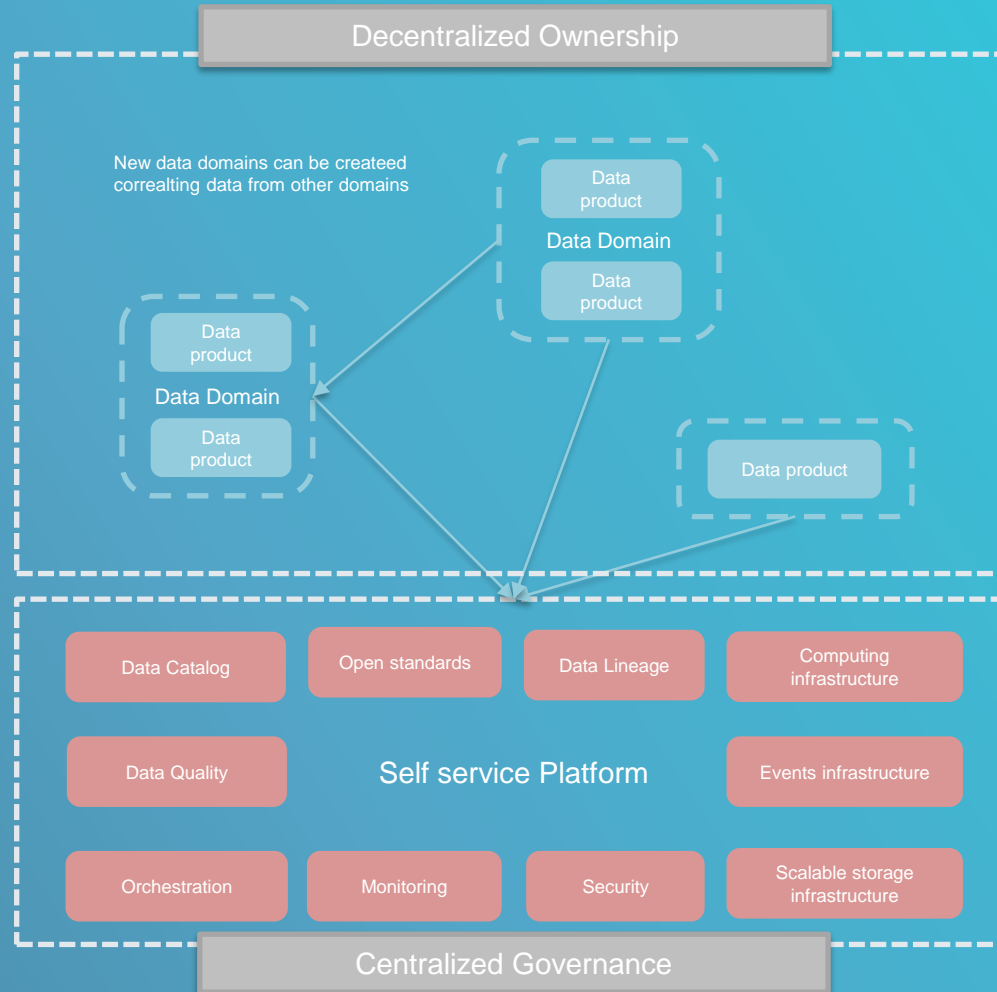 Decentralized Ownership
New data domains can be createed
correalting data from other domains
Data
product
Data Domain
Data
product
Data
product
Data Domain
Data
product
Data product
Data Catalog
Open standards
Data Lineage
Computing
infrastructure
Data Quality
Self service Platform
Events infrastructure
Orchestration
Monitoring
Security
Scalable storage
infrastructure
Centralized Governance